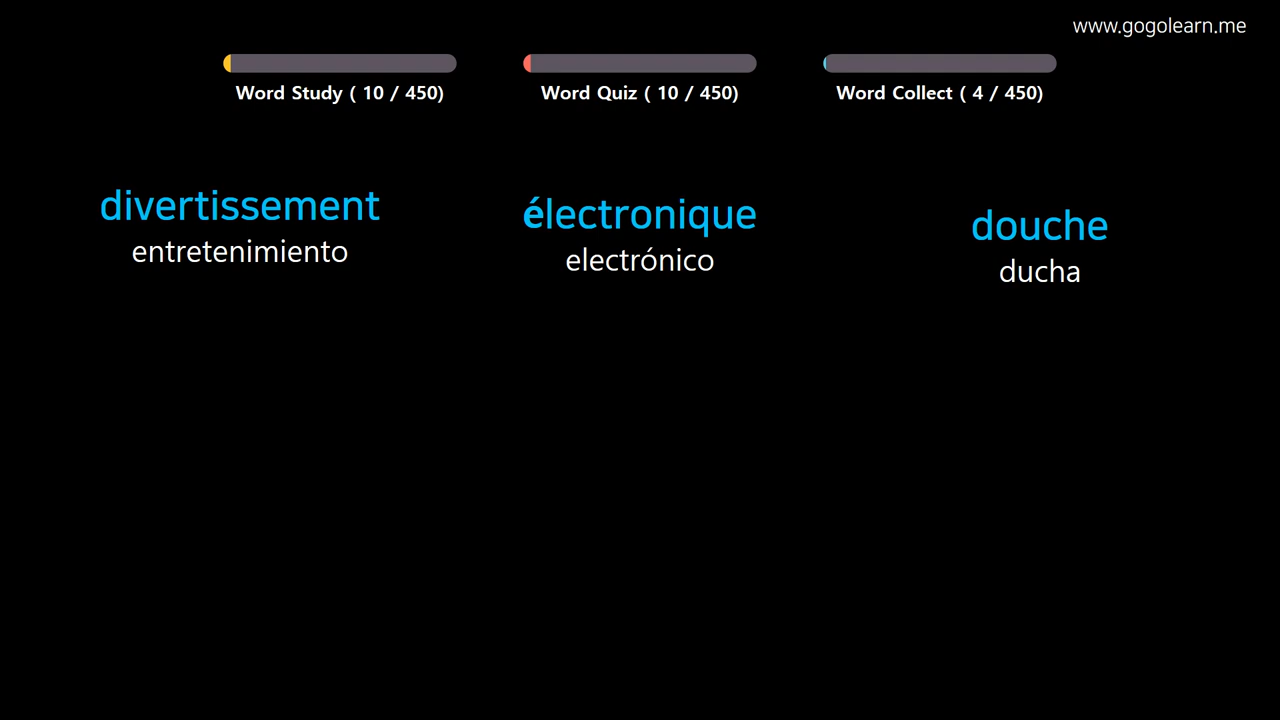 www.gogolearn.me
Word Study ( 10 / 450)
Word Quiz ( 10 / 450)
Word Collect ( 4 / 450)
divertissement
entretenimiento
électronique
electrónico
douche
ducha